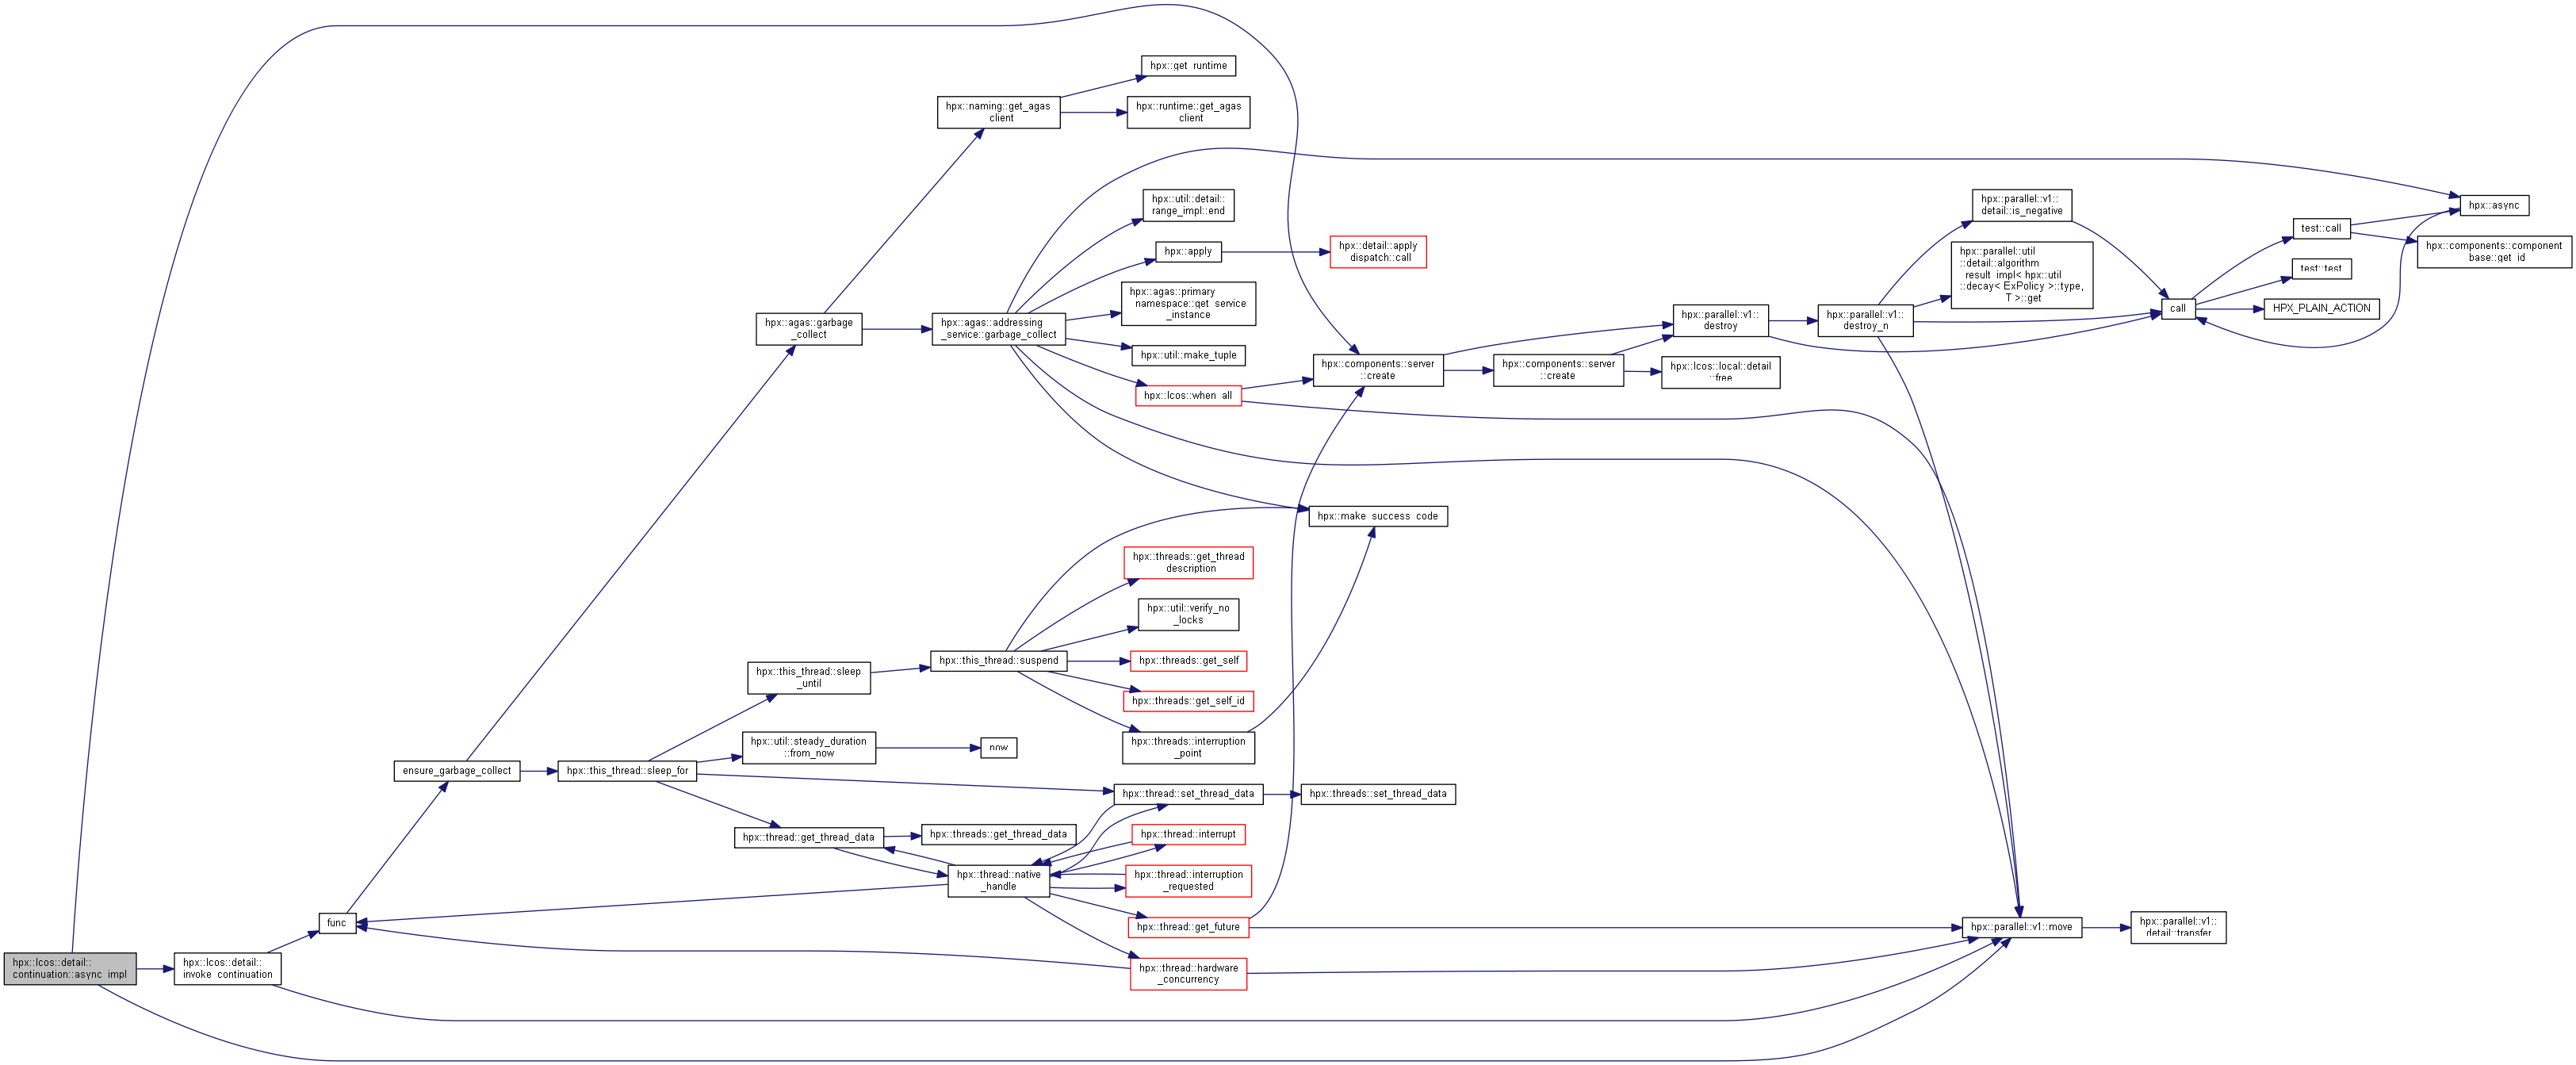 hpx::get_runtime
hpx::naming::get_agas
client
hpx::runtime::get_agas
client
hpx::util::detail::
range_impl::end
hpx::parallel::v1::
detail::is_negative
hpx::async
test::call
hpx::apply
hpx::detail::apply
dispatch::call
hpx::components::component
base::get_id
hpx::parallel::util
::detail::algorithm
_result_impl< hpx::util
::decay< ExPolicy >::type,
T >::get
test::test
hpx::agas::primary
_namespace::get_service
_instance
call
HPX_PLAIN_ACTION
hpx::agas::garbage
_collect
hpx::agas::addressing
_service::garbage_collect
hpx::parallel::v1::
destroy
hpx::parallel::v1::
destroy_n
hpx::util::make_tuple
hpx::components::server
::create
hpx::components::server
::create
hpx::lcos::local::detail
::free
hpx::lcos::when_all
hpx::make_success_code
hpx::threads::get_thread
description
hpx::util::verify_no
_locks
hpx::this_thread::sleep
_until
hpx::this_thread::suspend
hpx::threads::get_self
hpx::threads::get_self_id
hpx::util::steady_duration
::from_now
now
hpx::threads::interruption
_point
ensure_garbage_collect
hpx::this_thread::sleep_for
hpx::thread::set_thread_data
hpx::threads::set_thread_data
hpx::thread::get_thread_data
hpx::threads::get_thread_data
hpx::thread::interrupt
hpx::thread::native
_handle
hpx::thread::interruption
_requested
func
hpx::thread::get_future
hpx::parallel::v1::move
hpx::parallel::v1::
detail::transfer
hpx::lcos::detail::
continuation::async_impl
hpx::lcos::detail::
invoke_continuation
hpx::thread::hardware
_concurrency